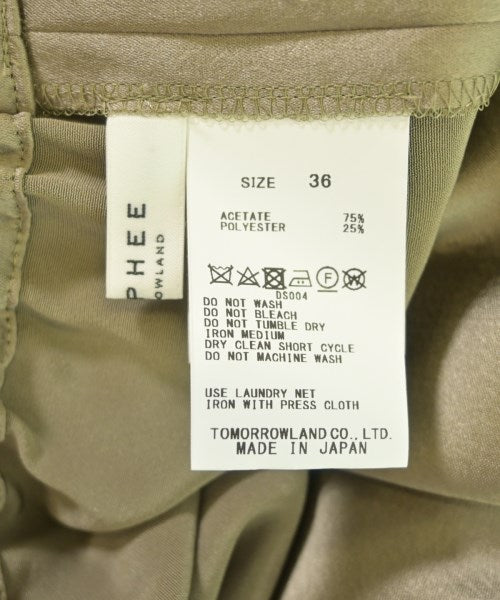 PHEE
SIZE 36
ACETATE 75%
POLYESTER 25%
F W
DS004
DO NOT WASH
DO NOT BLEACH
DO NOT TUMBLE DRY
IRON MEDIUM
DRY CLEAN SHORT CYCLE
DO NOT MACHINE WASH
USE LAUNDRY NET
IRON WITH PRESS CLOTH
TOMORROWLAND CO., LTD.
MADE IN JAPAN